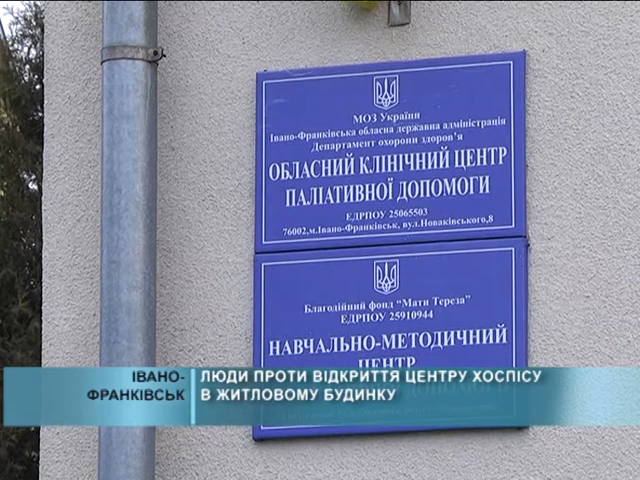 МОЗ України
Івано-Франківська обласна державна адміністрація
Департамент охорони здоров'я
ОБЛАСНИЙ КЛІНІЧНИЙ ЦЕНТР
ПАЛІАТИВНОЇ ДОПОМОГИ
ЄДРПОУ 25065503
76002,м.Івано-Франківськ, вул.Новаківського,8
Благодійний фонд "Мати Тереза"
ЄДРПОУ 25910944
НАВЧАЛЬНО-МЕТОДИЧНИЙ
ЦЕНТР
ІВАНО-
ФРАНКІВСЬК
ЛЮДИ ПРОТИ ВІДКРИТТЯ ЦЕНТРУ ХОСПІСУ
В ЖИТЛОВОМУ БУДИНКУ